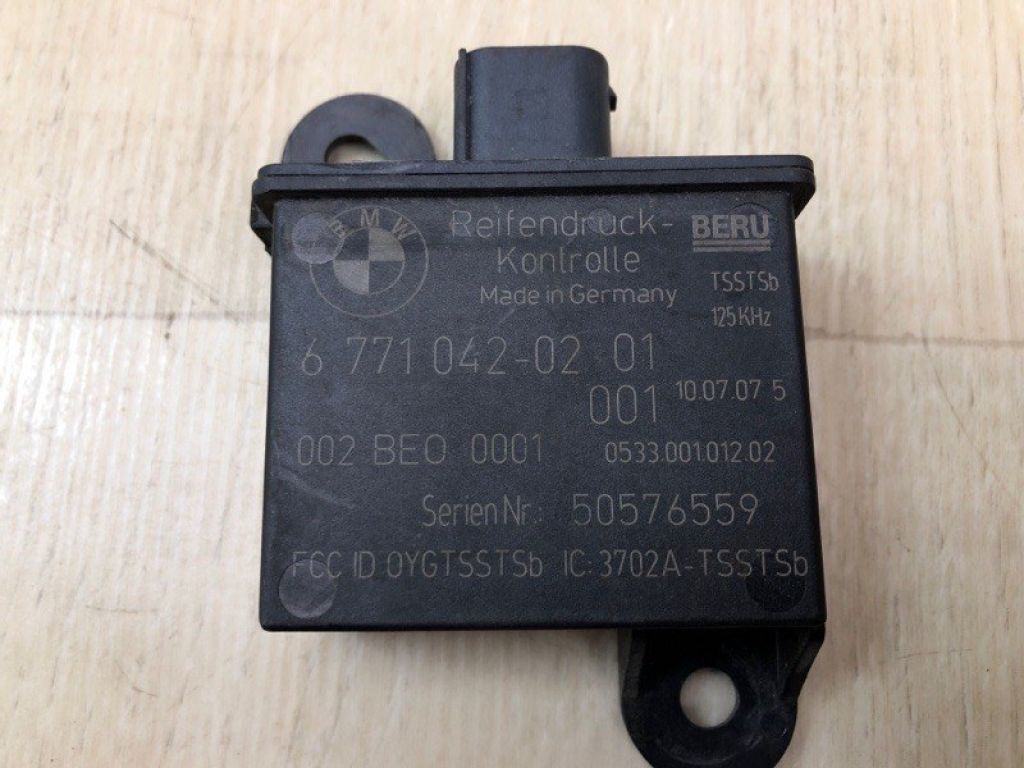 BMW
Reifendruck-
Kontrolle
Made in Germany
BERU
TSSTSb
125KHz
6 771 042-02 01
001 10.07.07 5
002 BEO 0001 0533.001.012.02
Serien Nr.: 50576559
FCC ID OYGTSSTSb IC: 3702A-TSSTSb